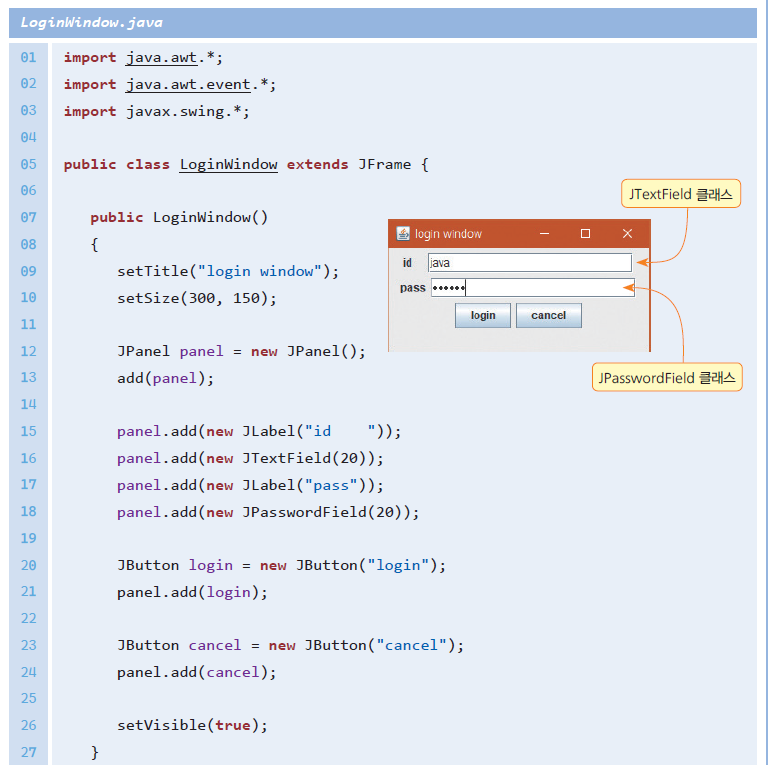 LoginWindow.java
01 import java.awt.*;
02 import java.awt.event.*;
03 import javax.swing.*;
04
05 public class LoginWindow extends JFrame {
06
07    public LoginWindow()
08    {
09       setTitle("login window");
10       setSize(300, 150);
11
12       JPanel panel = new JPanel();
13       add(panel);
14
15       panel.add(new JLabel("id    "));
16       panel.add(new JTextField(20));
17       panel.add(new JLabel("pass"));
18       panel.add(new JPasswordField(20));
19
20       JButton login = new JButton("login");
21       panel.add(login);
22
23       JButton cancel = new JButton("cancel");
24       panel.add(cancel);
25
26       setVisible(true);
27    }
JTextField 클래스
login window
id java
pass ••••••
login cancel
JPasswordField 클래스